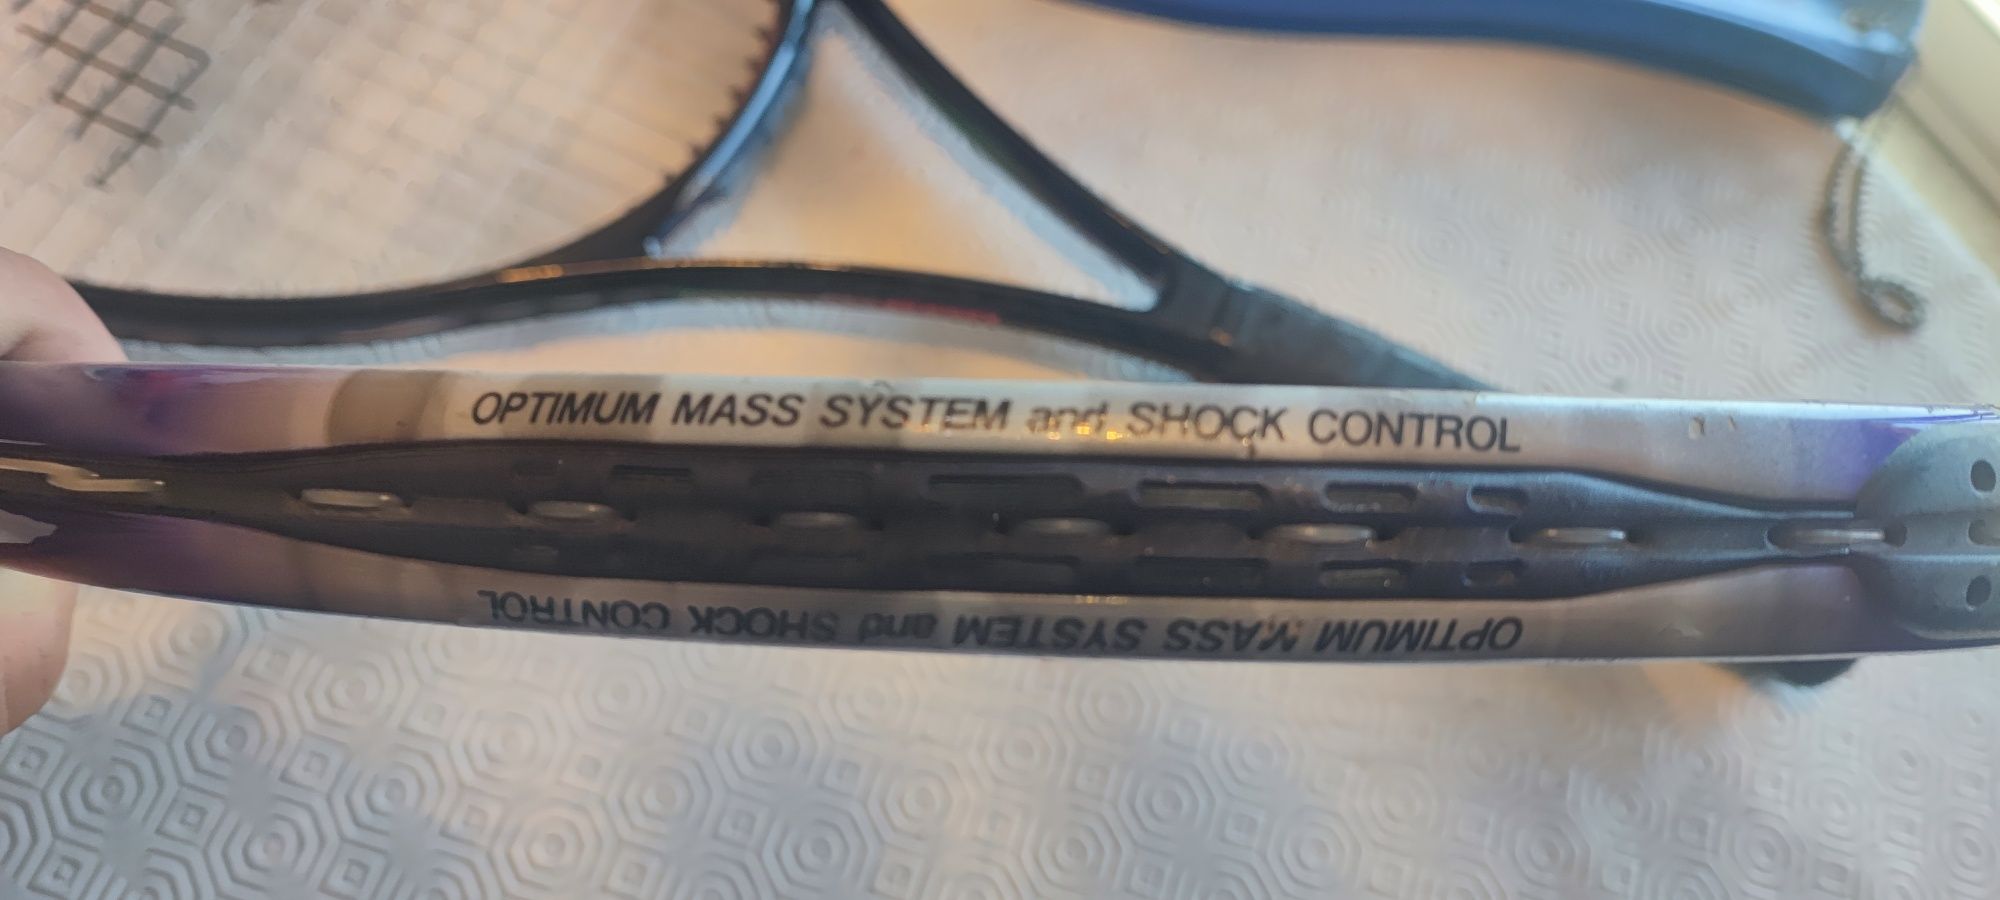 OPTIMUM MASS SYSTEM and SHOCK CONTROL
OPTIMUM MASS SYSTEM and SHOCK CONTROL